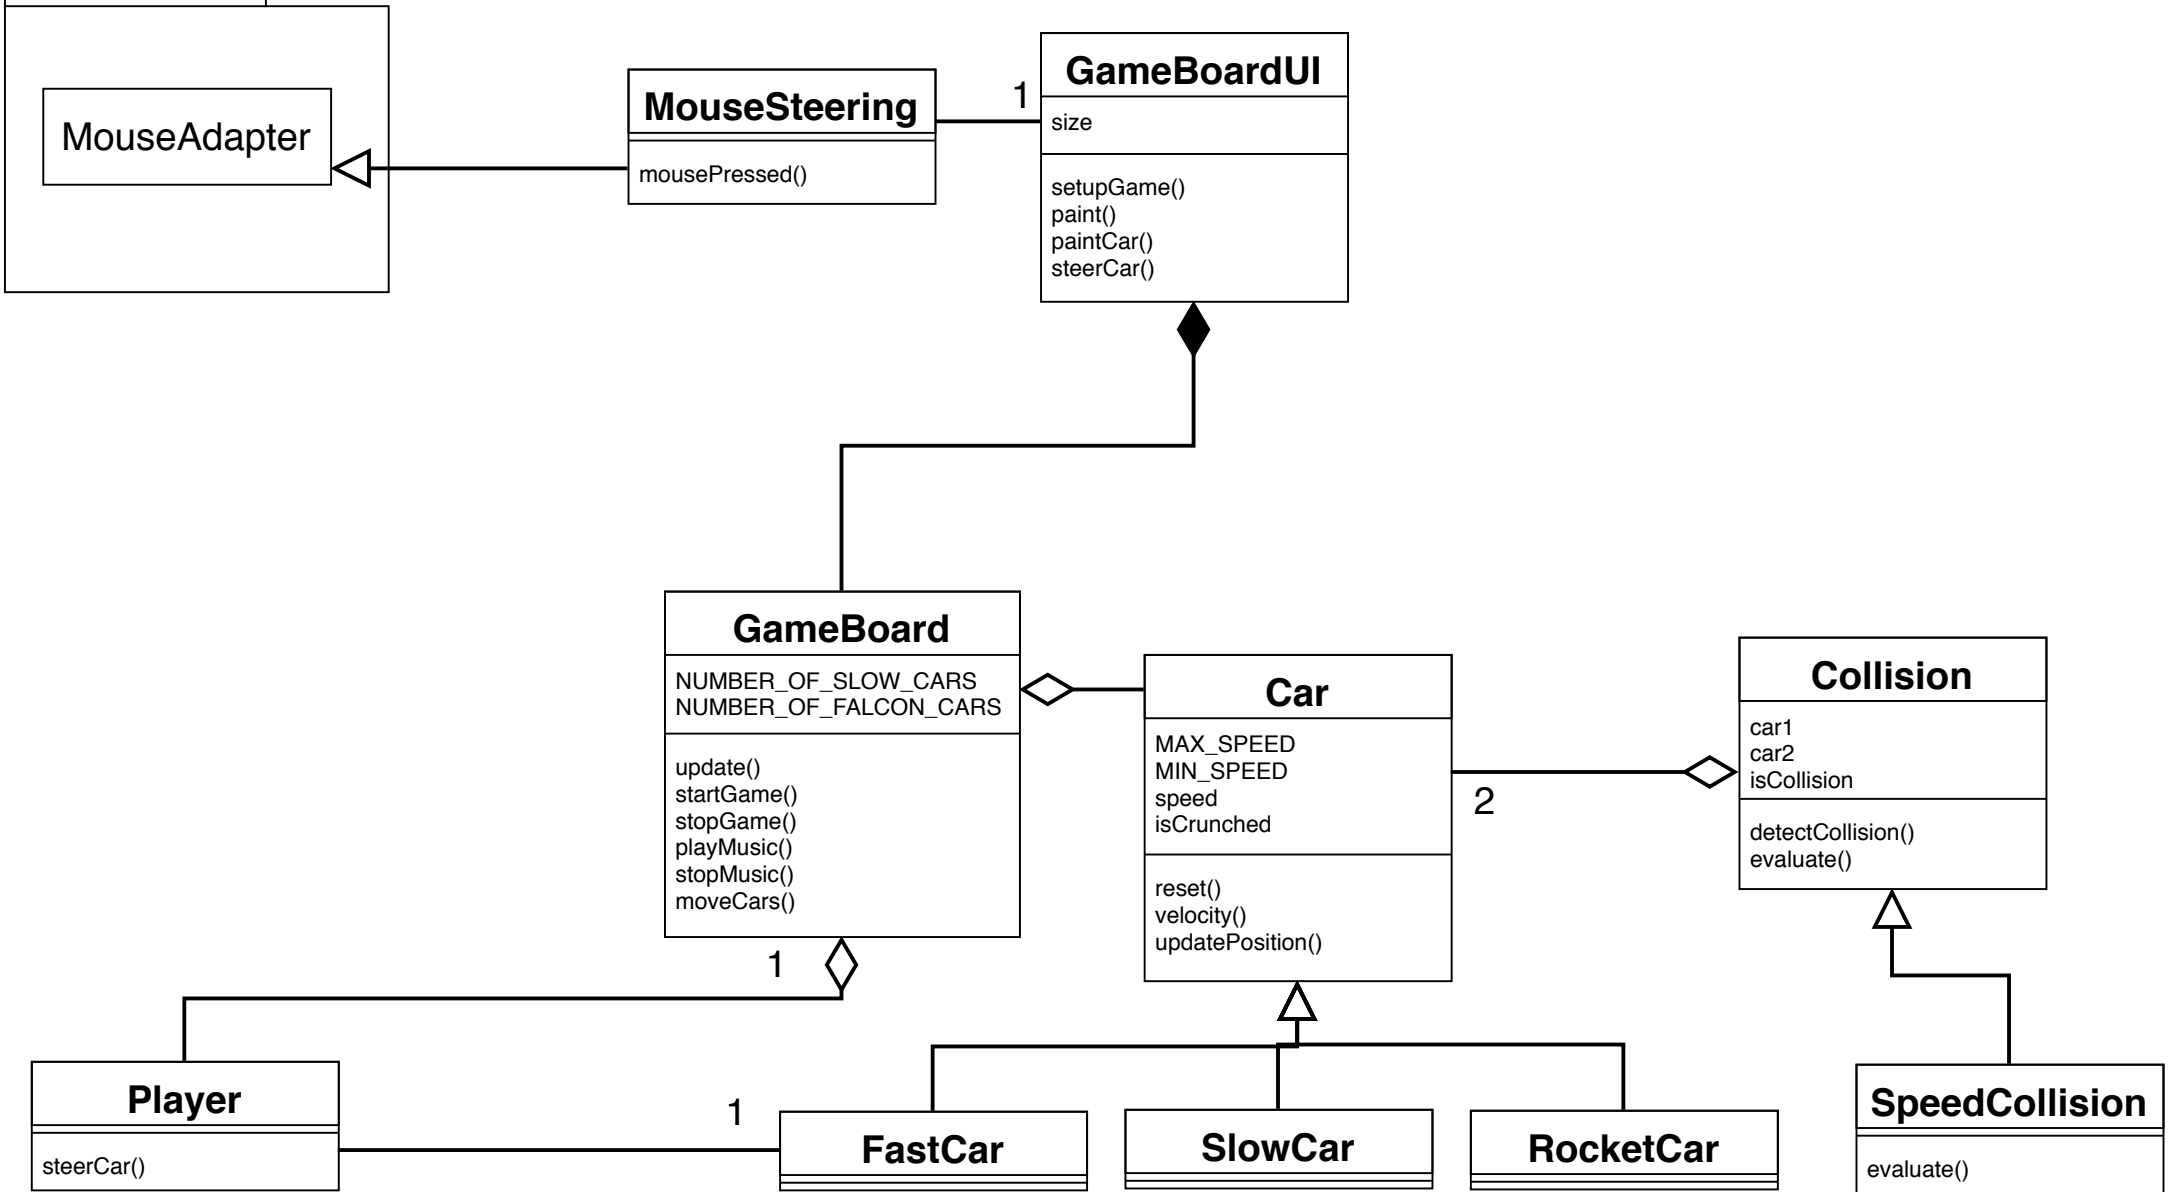 MouseAdapter
MouseSteering
mousePressed()
1
GameBoardUI
size
setupGame()
paint()
paintCar()
steerCar()
GameBoard
NUMBER_OF_SLOW_CARS
NUMBER_OF_FALCON_CARS
update()
startGame()
stopGame()
playMusic()
stopMusic()
moveCars()
1
Car
MAX_SPEED
MIN_SPEED
speed
isCrunched
reset()
velocity()
updatePosition()
2
Collision
car1
car2
isCollision
detectCollision()
evaluate()
Player
steerCar()
1
FastCar
SlowCar
RocketCar
SpeedCollision
evaluate()